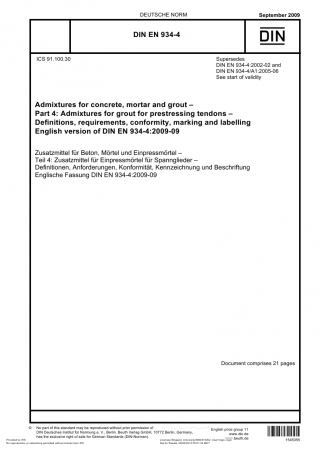 DEUTSCHE NORM
September 2009
DIN EN 934-4
DIN
ICS 91.100.30
Supersedes
DIN EN 934-4:2002-02 and
DIN EN 934-4/A1:2005-06
See start of validity
Admixtures for concrete, mortar and grout –
Part 4: Admixtures for grout for prestressing tendons –
Definitions, requirements, conformity, marking and labelling
English version of DIN EN 934-4:2009-09
Zusatzmittel für Beton, Mörtel und Einpressmörtel –
Teil 4: Zusatzmittel für Einpressmörtel für Spannglieder –
Definitionen, Anforderungen, Konformität, Kennzeichnung und Beschriftung
Englische Fassung DIN EN 934-4:2009-09
Document comprises 21 pages
© No part of this standard may be reproduced without prior permission of
DIN Deutsches Institut für Normung e. V., Berlin. Beuth Verlag GmbH, 10772 Berlin, Germany,
has the exclusive right of sale for German Standards (DIN-Normen).
English price group 11
www.din.de
www.beuth.de